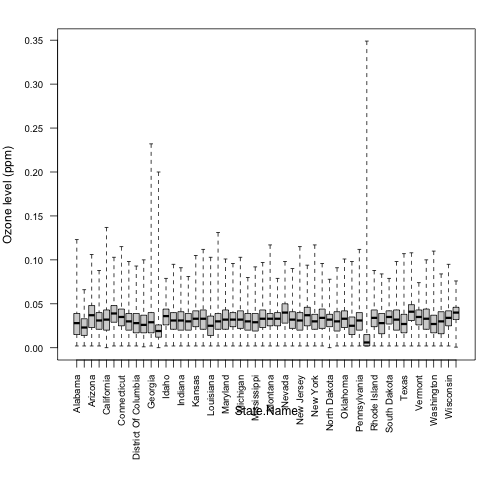 Ozone level (ppm)
0.35
0.30
0.25
0.20
0.15
0.10
0.05
0.00
Alabama
Arizona
California
Connecticut
District Of Columbia
Georgia
Idaho
Indiana
Kansas
Louisiana
Maryland
Michigan
Mississippi
Montana
Nevada
New Jersey
New York
North Dakota
Oklahoma
Pennsylvania
Rhode Island
South Dakota
Texas
Vermont
Washington
Wisconsin
State.Name